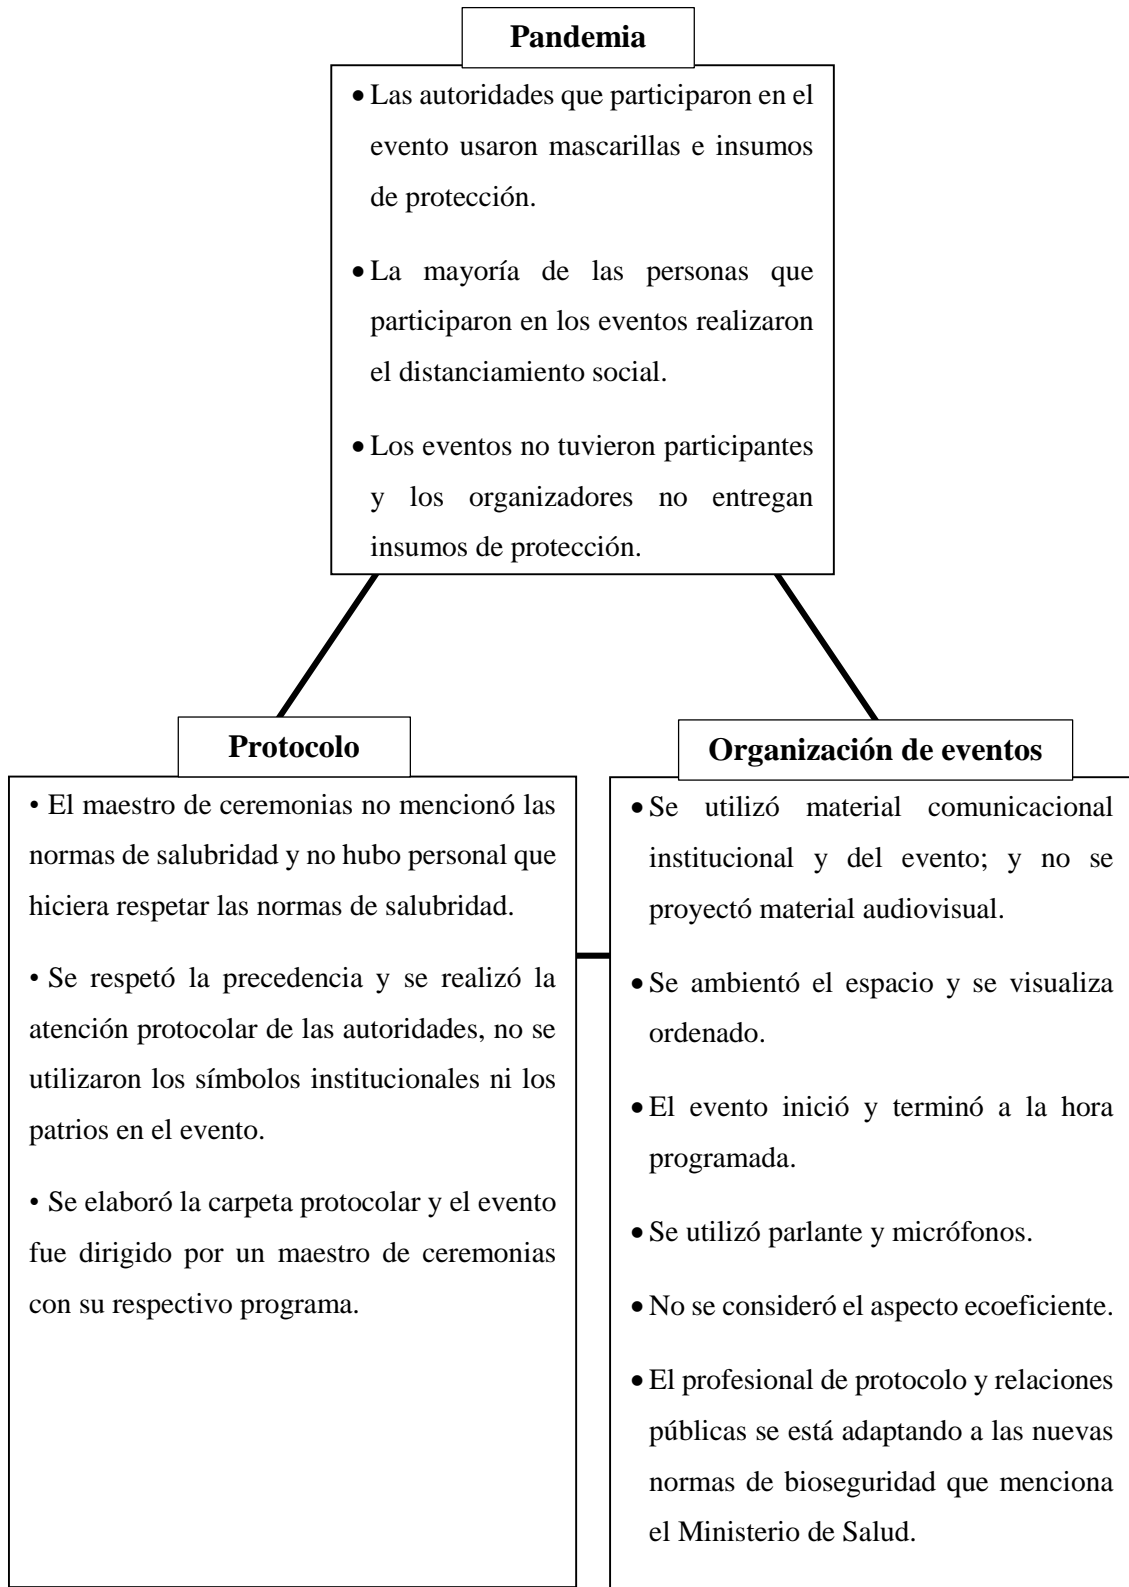 Pandemia
• Las autoridades que participaron en el
evento usaron mascarillas e insumos
de protección.
• La mayoría de las personas que
participaron en los eventos realizaron
el distanciamiento social.
• Los eventos no tuvieron participantes
y los organizadores no entregan
insumos de protección.
Protocolo
• El maestro de ceremonias no mencionó las
normas de salubridad y no hubo personal que
hiciera respetar las normas de salubridad.
• Se respetó la precedencia y se realizó la
atención protocolar de las autoridades, no se
utilizaron los símbolos institucionales ni los
patrios en el evento.
• Se elaboró la carpeta protocolar y el evento
fue dirigido por un maestro de ceremonias
con su respectivo programa.
Organización de eventos
• Se utilizó material comunicacional
institucional y del evento; y no se
proyectó material audiovisual.
• Se ambientó el espacio y se visualiza
ordenado.
• El evento inició y terminó a la hora
programada.
• Se utilizó parlante y micrófonos.
• No se consideró el aspecto ecoeficiente.
• El profesional de protocolo y relaciones
públicas se está adaptando a las nuevas
normas de bioseguridad que menciona
el Ministerio de Salud.